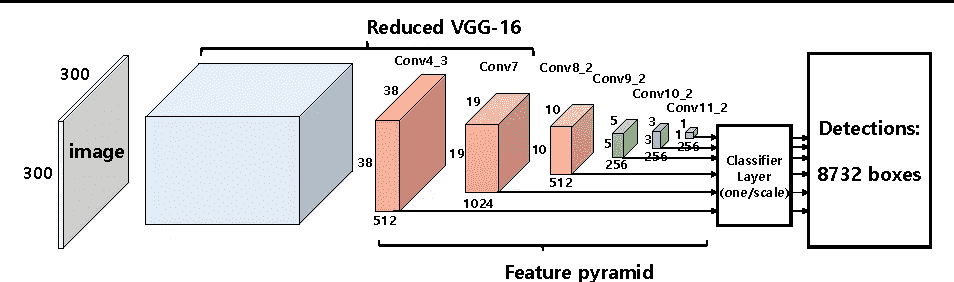 Reduced VGG-16
300
300
image
Conv4_3
38
38
512
Conv7
19
19
1024
Conv8_2
10
10
512
Conv9_2
5
5
256
Conv10_2
3
3
256
Conv11_2
1
1
256
Classifier
Layer
(one/scale)
Detections:
8732 boxes
Feature pyramid